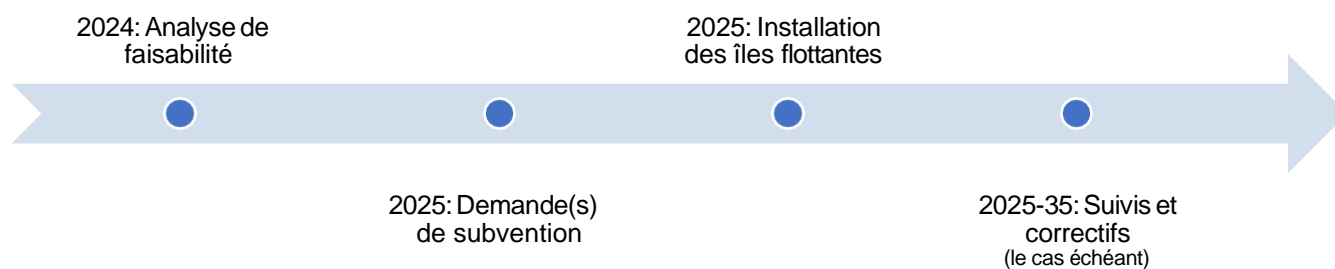 2024: Analyse de
faisabilité
2025: Demande(s)
de subvention
2025: Installation
des îles flottantes
2025-35: Suivis et
correctifs
(le cas échéant)